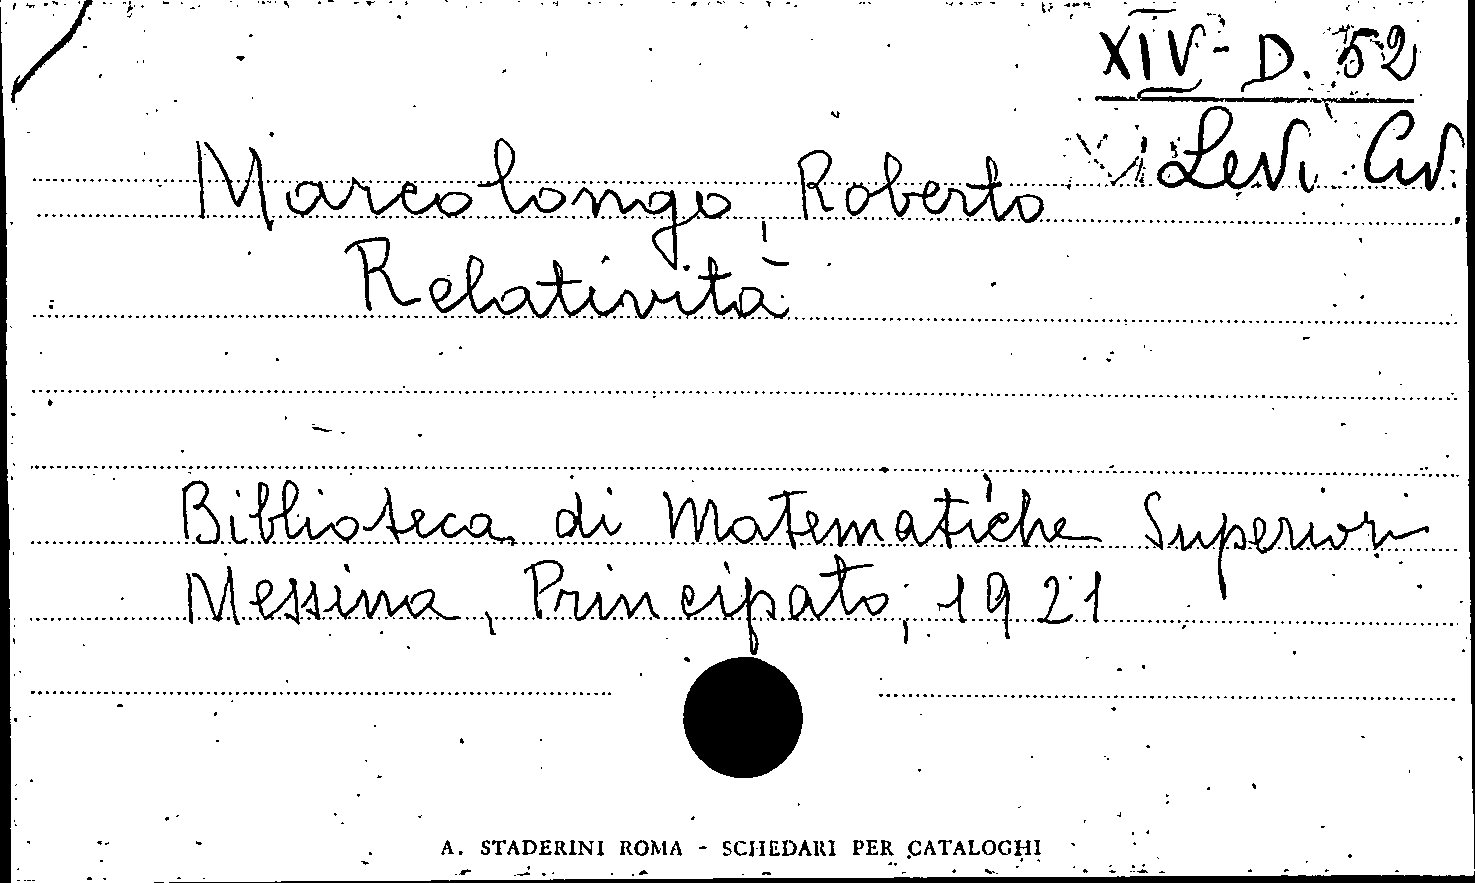 XIV - D. 52
Levi Civ.
Marcolongo, Roberto
Relatività
Biblioteca di Matematiche Superiori
Messina, Principato, 1921
A. STADERINI ROMA - SCHEDARI PER CATALOGHI